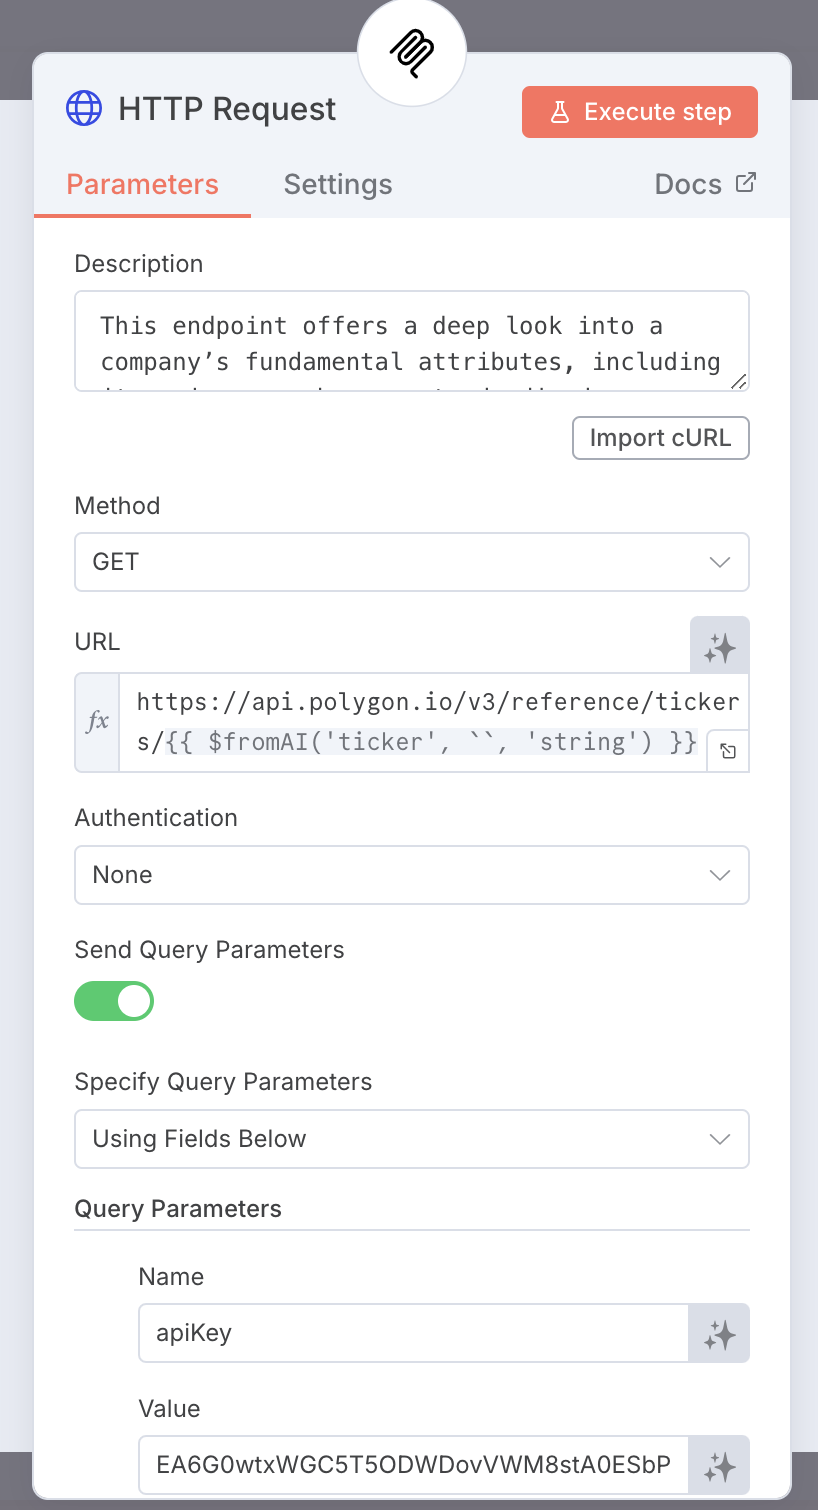 HTTP Request
Execute step
Parameters
Settings
Docs
Description
This endpoint offers a deep look into a
company’s fundamental attributes, including
Import cURL
Method
GET
URL
fx
https://api.polygon.io/v3/reference/ticker
s/{{ $fromAI('ticker', ``, 'string') }}
Authentication
None
Send Query Parameters
Specify Query Parameters
Using Fields Below
Query Parameters
Name
apiKey
Value
EA6G0wtxWGC5T5ODWDovVWM8stA0ESbP